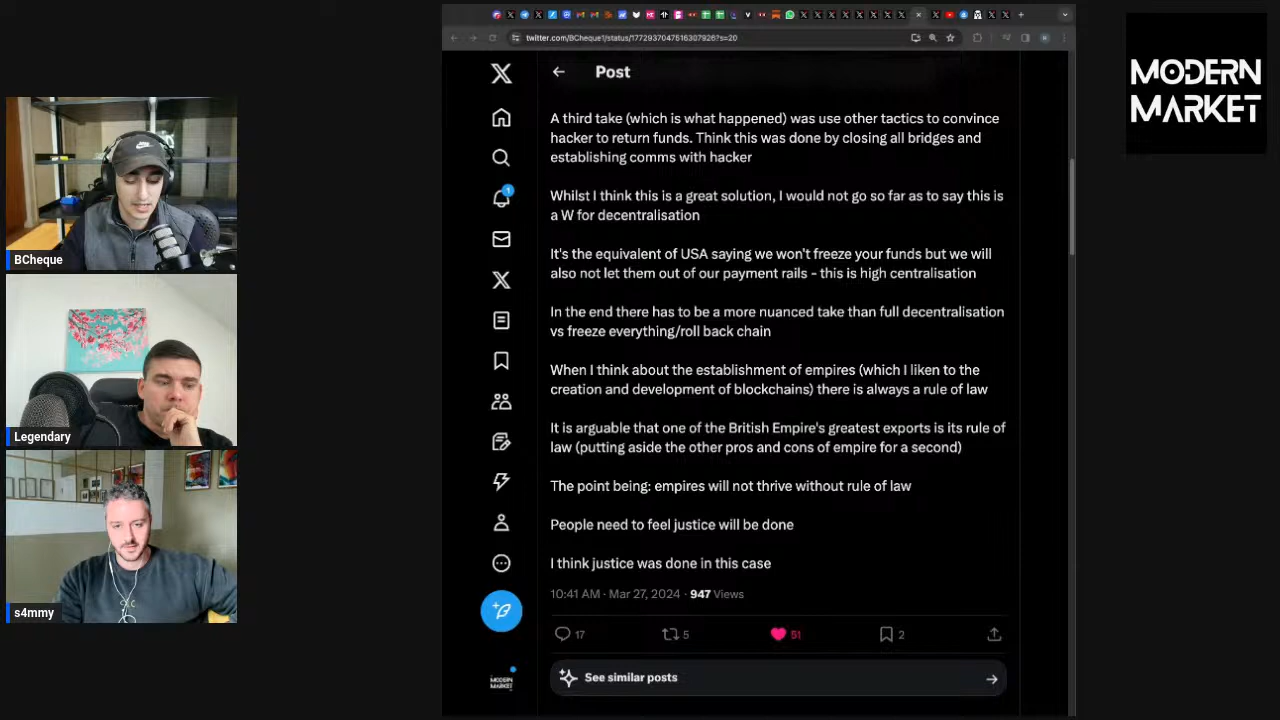 twitter.com/BCheque1/status/1772937047516307926?s=20
MODERN
MARKET
Post
A third take (which is what happened) was use other tactics to convince
hacker to return funds. Think this was done by closing all bridges and
establishing comms with hacker
Whilst I think this is a great solution, I would not go so far as to say this is
a W for decentralisation
It's the equivalent of USA saying we won't freeze your funds but we will
also not let them out of our payment rails - this is high centralisation
In the end there has to be a more nuanced take than full decentralisation
vs freeze everything/roll back chain
When I think about the establishment of empires (which I liken to the
creation and development of blockchains) there is always a rule of law
It is arguable that one of the British Empire's greatest exports is its rule of
law (putting aside the other pros and cons of empire for a second)
The point being: empires will not thrive without rule of law
People need to feel justice will be done
I think justice was done in this case
10:41 AM · Mar 27, 2024 · 947 Views
17 5 51 2
See similar posts
1
MODERN
MARKET
BCheque
Legendary
s4mmy